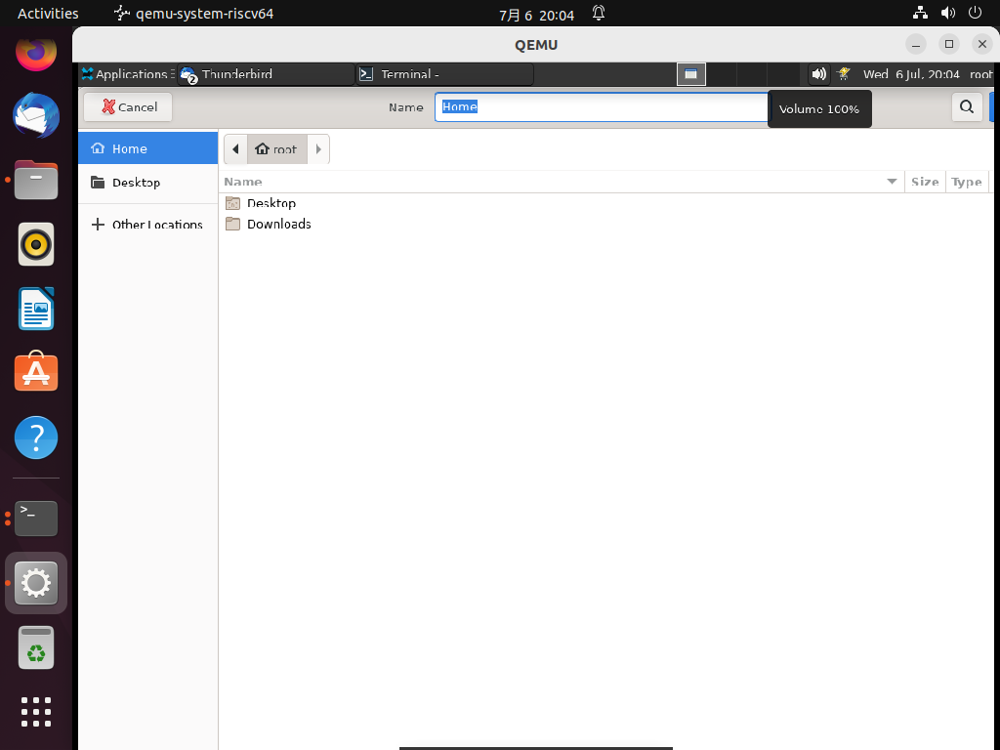 Activities qemu-system-riscv64 7月 6 20:04
QEMU
Applications 2 Thunderbird Terminal - Wed 6 Jul, 20:04 root
Cancel Name Home Volume 100%
Home root
Name Size Type
Desktop Desktop
Downloads
Other Locations